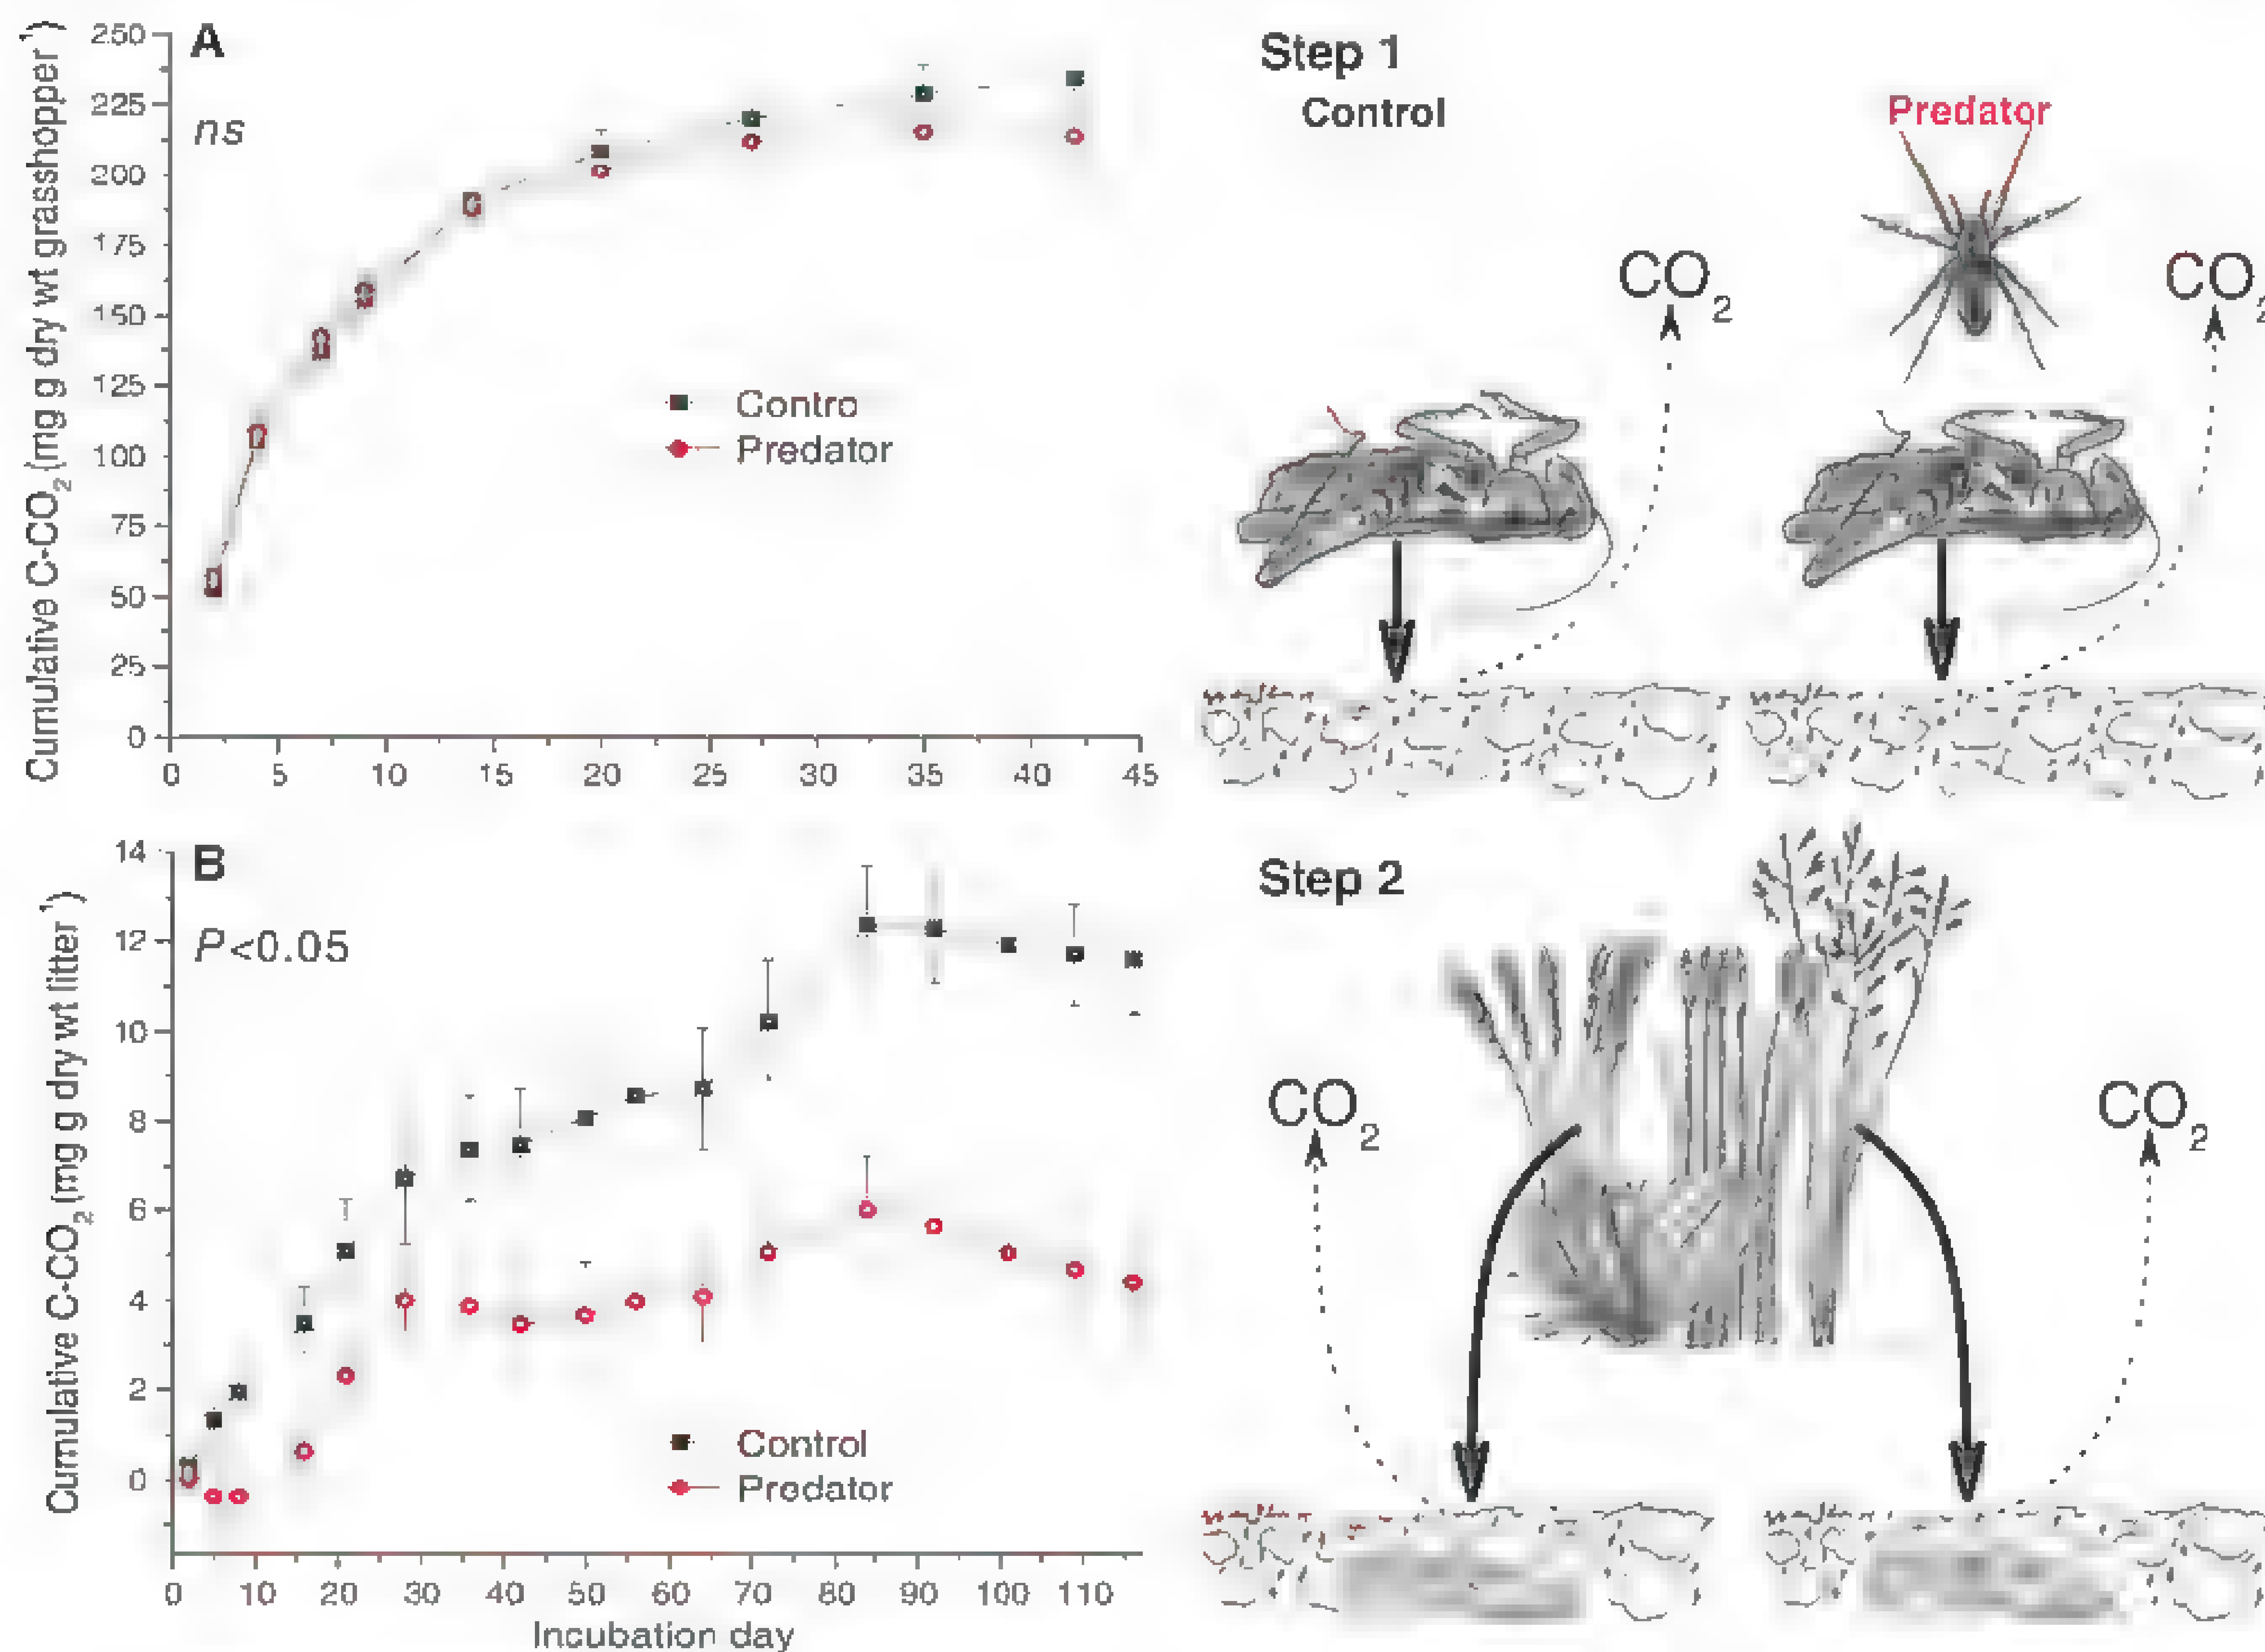 A
ns
Cumulative C-CO2 (mg g dry wt grasshopper 1)
250
225
200
175
150
125
100
75
50
25
0
0 5 10 15 20 25 30 35 40 45
Contro
Predator
Step 1
Control
Predator
CO2
CO2
B
P<0.05
Cumulative C-CO2 (mg g dry wt litter 1)
14
12
10
8
6
4
2
0
0 10 20 30 40 50 60 70 80 90 100 110
Incubation day
Control
Predator
Step 2
CO2
CO2